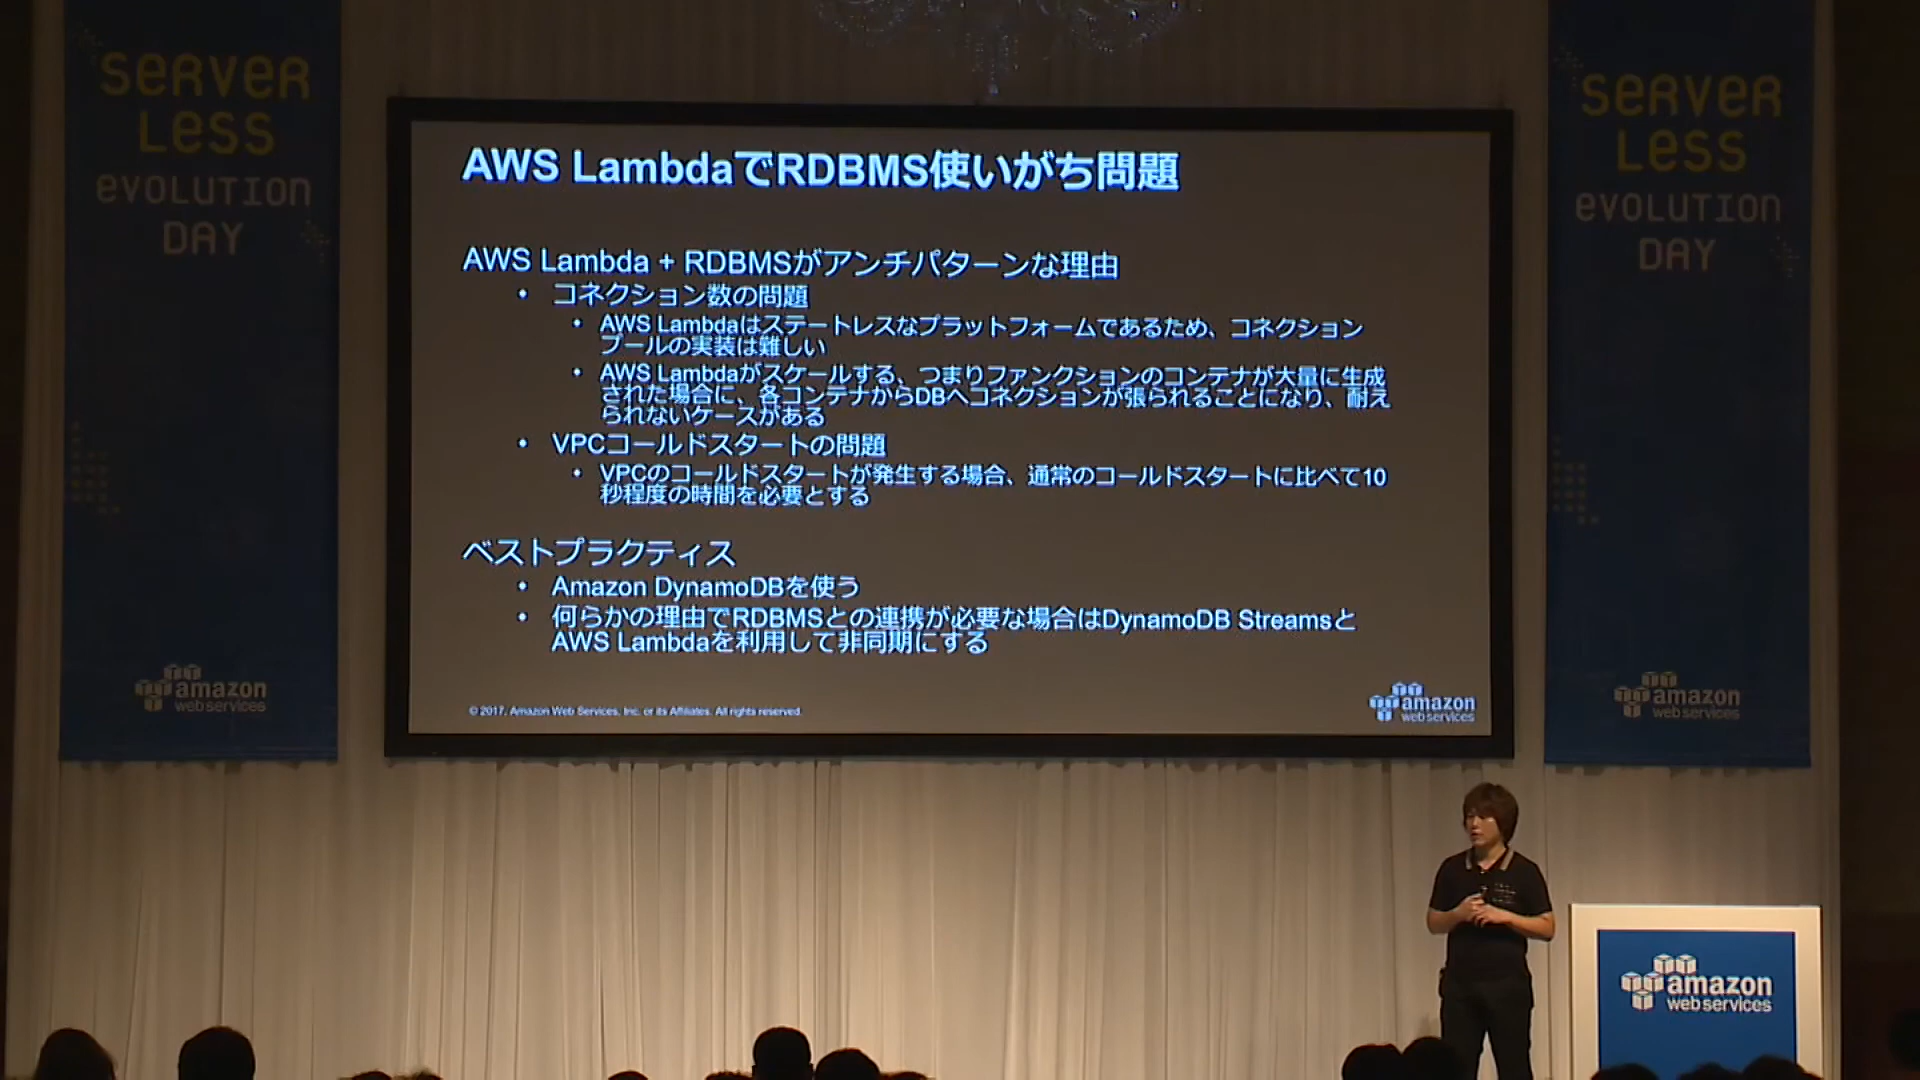 SERVER
LESS
EVOLUTION
DAY
amazon
webservices
AWS LambdaでRDBMS使いがち問題
AWS Lambda + RDBMSがアンチパターンな理由
• コネクション数の問題
• AWS Lambdaはステートレスなプラットフォームであるため、コネクション
プールの実装は難しい
• AWS Lambdaがスケールする、つまりファンクションのコンテナが大量に生成
された場合に、各コンテナからDBへコネクションが張られることになり、耐え
られないケースがある
• VPCコールドスタートの問題
• VPCのコールドスタートが発生する場合、通常のコールドスタートに比べて10
秒程度の時間を必要とする
ベストプラクティス
• Amazon DynamoDBを使う
• 何らかの理由でRDBMSとの連携が必要な場合はDynamoDB Streamsと
AWS Lambdaを利用して非同期にする
© 2017, Amazon Web Services, Inc. or its Affiliates. All rights reserved.
amazon
webservices
SERVER
LESS
EVOLUTION
DAY
amazon
webservices
amazon
webservices